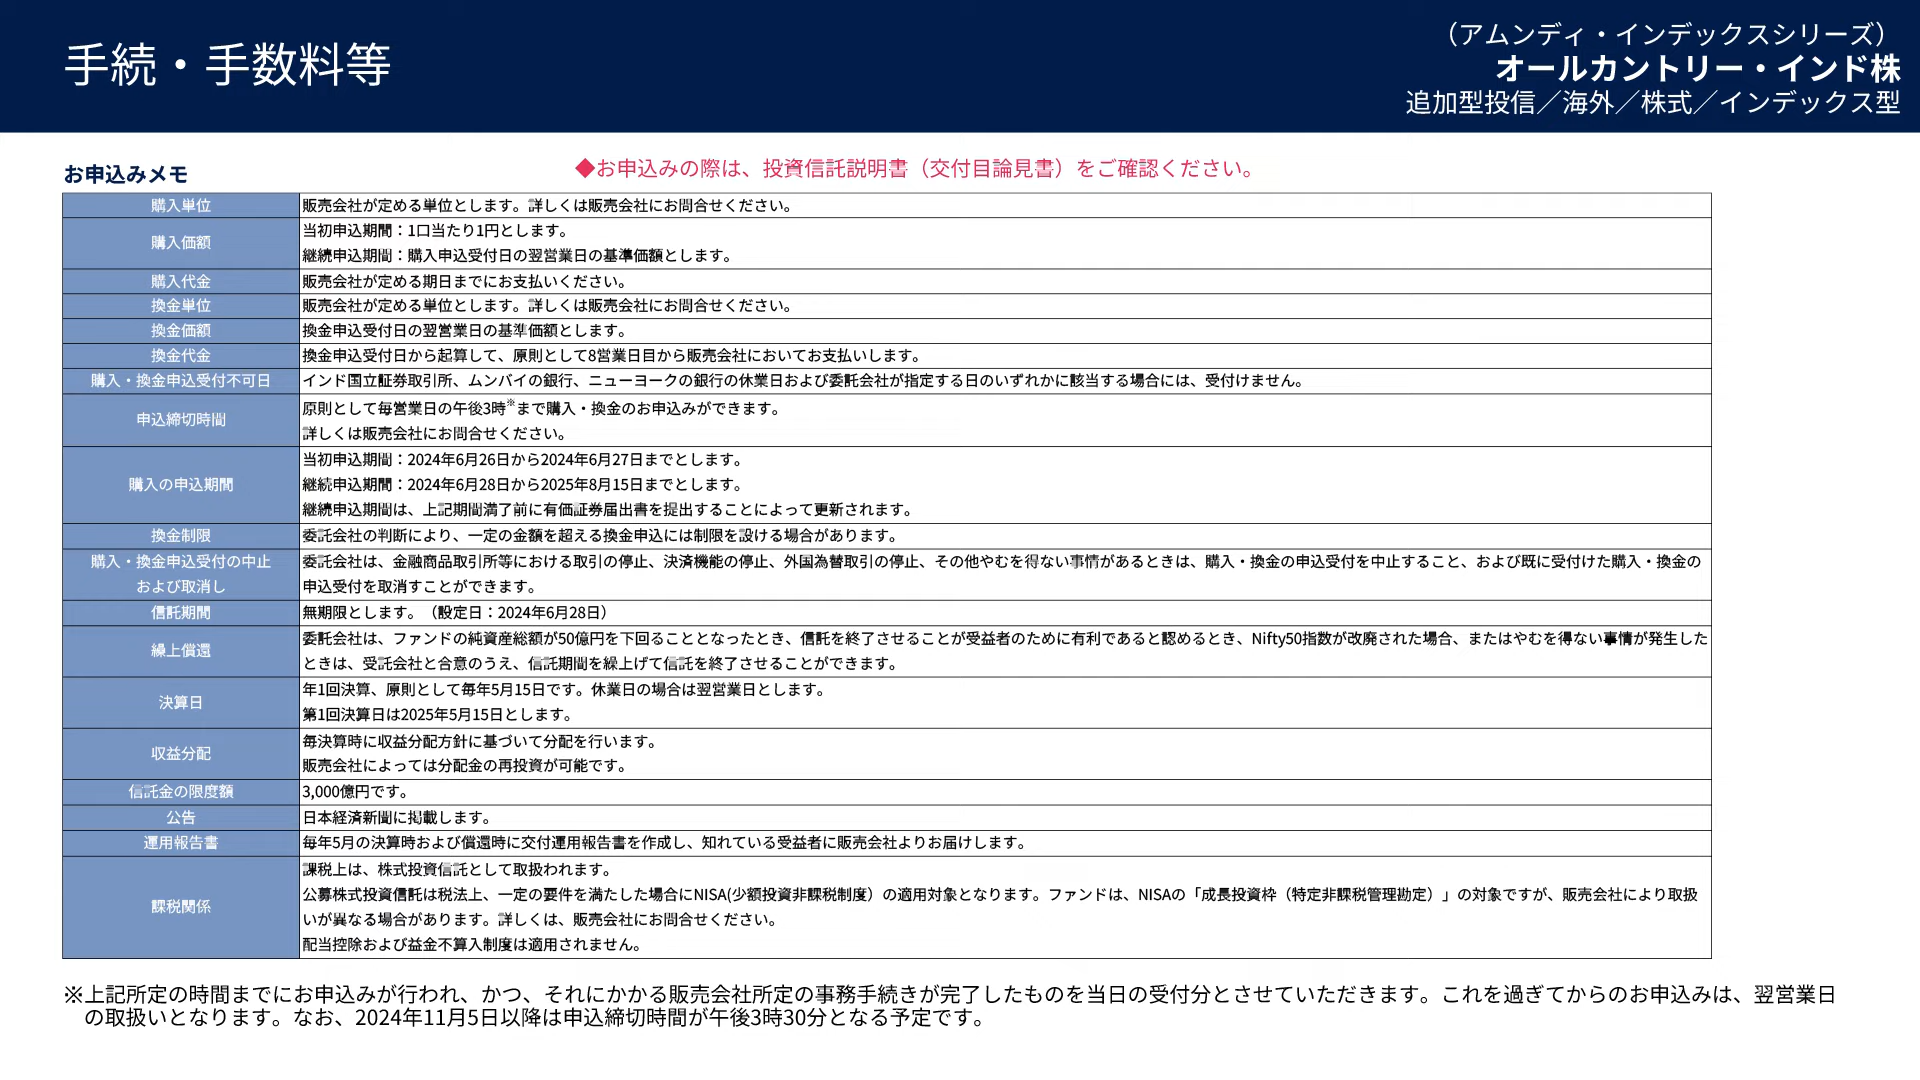 手続・手数料等
（アムンディ・インデックスシリーズ）
オールカントリー・インド株
追加型投信／海外／株式／インデックス型
お申込みメモ
◆お申込みの際は、投資信託説明書（交付目論見書）をご確認ください。
購入単位
販売会社が定める単位とします。詳しくは販売会社にお問合せください。
購入価額
当初申込期間：1口当たり1円とします。
継続申込期間：購入申込受付日の翌営業日の基準価額とします。
購入代金
販売会社が定める期日までにお支払いください。
換金単位
販売会社が定める単位とします。詳しくは販売会社にお問合せください。
換金価額
換金申込受付日の翌営業日の基準価額とします。
換金代金
換金申込受付日から起算して、原則として8営業日目から販売会社においてお支払いします。
購入・換金申込受付不可日
インド国立証券取引所、ムンバイの銀行、ニューヨークの銀行の休業日および委託会社が指定する日のいずれかに該当する場合には、受付けません。
申込締切時間
原則として毎営業日の午後3時※まで購入・換金のお申込みができます。
詳しくは販売会社にお問合せください。
購入の申込期間
当初申込期間：2024年6月26日から2024年6月27日までとします。
継続申込期間：2024年6月28日から2025年8月15日までとします。
継続申込期間は、上記期間満了前に有価証券届出書を提出することによって更新されます。
換金制限
委託会社の判断により、一定の金額を超える換金申込には制限を設ける場合があります。
購入・換金申込受付の中止
および取消し
委託会社は、金融商品取引所等における取引の停止、決済機能の停止、外国為替取引の停止、その他やむを得ない事情があるときは、購入・換金の申込受付を中止すること、および既に受付けた購入・換金の
申込受付を取消すことができます。
信託期間
無期限とします。（設定日：2024年6月28日）
繰上償還
委託会社は、ファンドの純資産総額が50億円を下回ることとなったとき、信託を終了させることが受益者のために有利であると認めるとき、Nifty50指数が改廃された場合、またはやむを得ない事情が発生した
ときは、受託会社と合意のうえ、信託期間を繰上げて信託を終了させることができます。
決算日
年1回決算、原則として毎年5月15日です。休業日の場合は翌営業日とします。
第1回決算日は2025年5月15日とします。
収益分配
毎決算時に収益分配方針に基づいて分配を行います。
販売会社によっては分配金の再投資が可能です。
信託金の限度額
3,000億円です。
公告
日本経済新聞に掲載します。
運用報告書
毎年5月の決算時および償還時に交付運用報告書を作成し、知れている受益者に販売会社よりお届けします。
課税関係
課税上は、株式投資信託として取扱われます。
公募株式投資信託は税法上、一定の要件を満たした場合にNISA(少額投資非課税制度）の適用対象となります。ファンドは、NISAの「成長投資枠（特定非課税管理勘定）」の対象ですが、販売会社により取扱
いが異なる場合があります。詳しくは、販売会社にお問合せください。
配当控除および益金不算入制度は適用されません。
※上記所定の時間までにお申込みが行われ、かつ、それにかかる販売会社所定の事務手続きが完了したものを当日の受付分とさせていただきます。これを過ぎてからのお申込みは、翌営業日
の取扱いとなります。なお、2024年11月5日以降は申込締切時間が午後3時30分となる予定です。